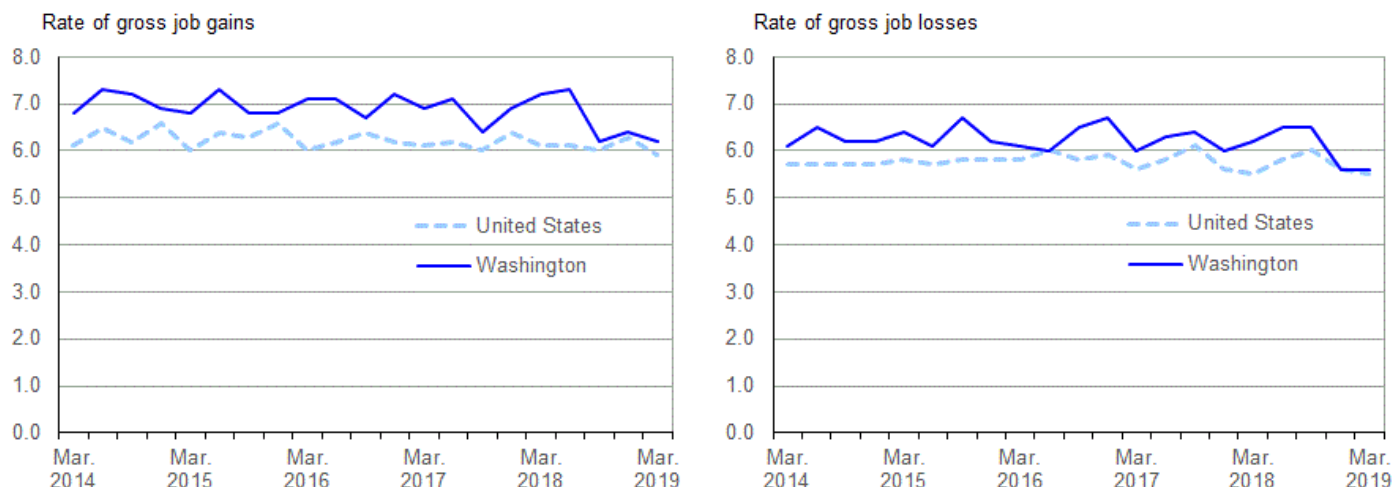 Rate of gross job gains
8.0
7.0
6.0
5.0
4.0
3.0
2.0
1.0
0.0
United States
Washington
Mar. Mar. Mar. Mar. Mar. Mar.
2014 2015 2016 2017 2018 2019
Rate of gross job losses
8.0
7.0
6.0
5.0
4.0
3.0
2.0
1.0
0.0
United States
Washington
Mar. Mar. Mar. Mar. Mar. Mar.
2014 2015 2016 2017 2018 2019